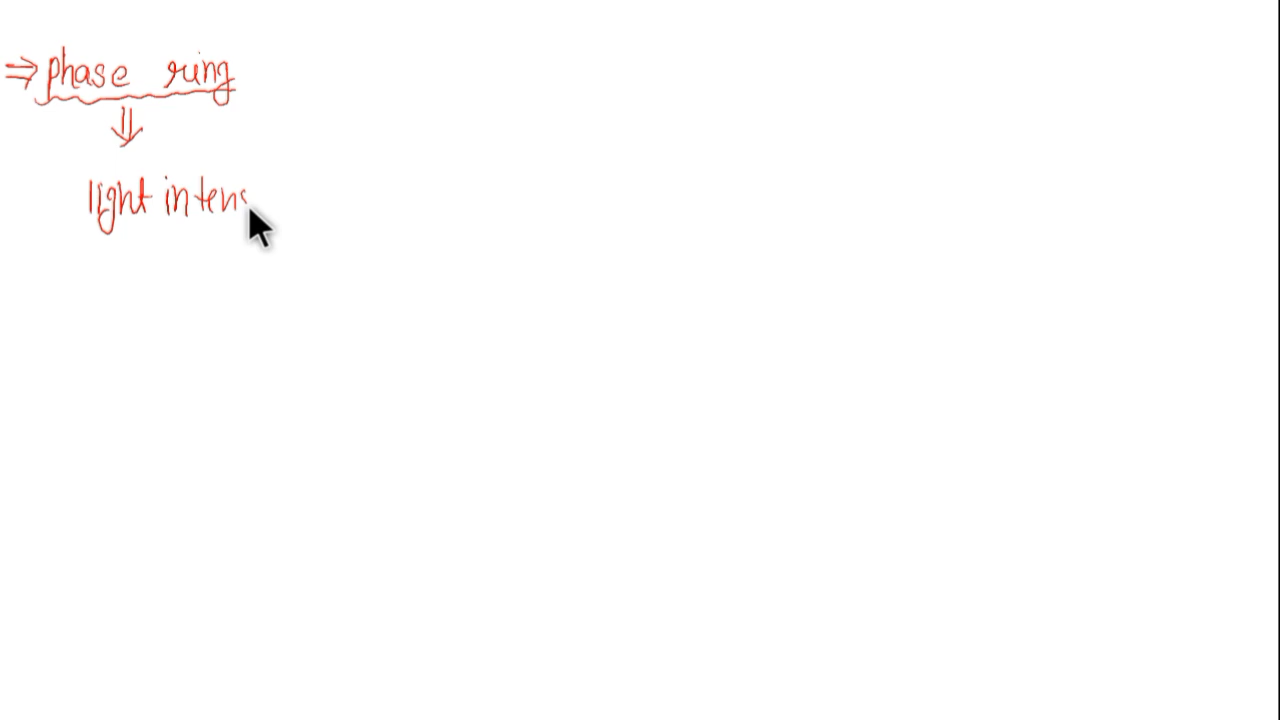 ⇒ phase ring
⇓
light intens